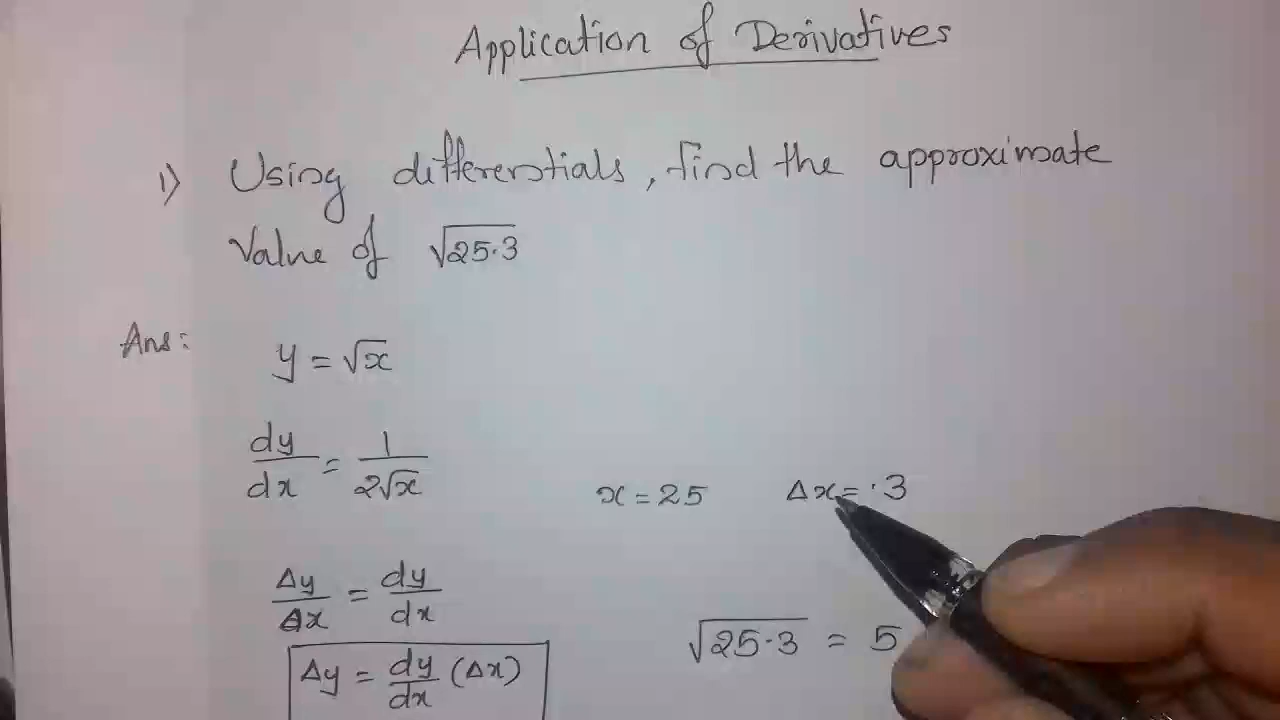 Application of Derivatives
1) Using differentials, find the approximate
Value of √25·3
Ans:
y = √x
dy/dx = 1/2√x
x = 25 Δx = ·3
Δy/Δx = dy/dx
√25·3 = 5
Δy = dy/dx (Δx)